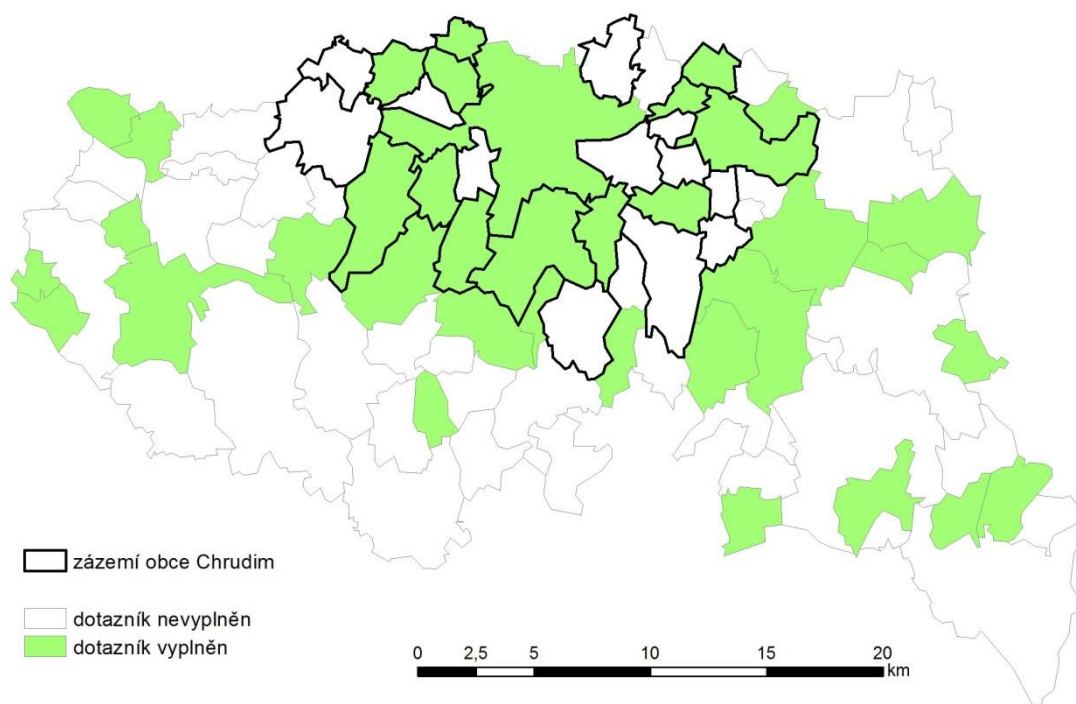 zázemí obce Chrudim
dotazník nevyplněn
dotazník vyplněn
0 2,5 5 10 15 20
km